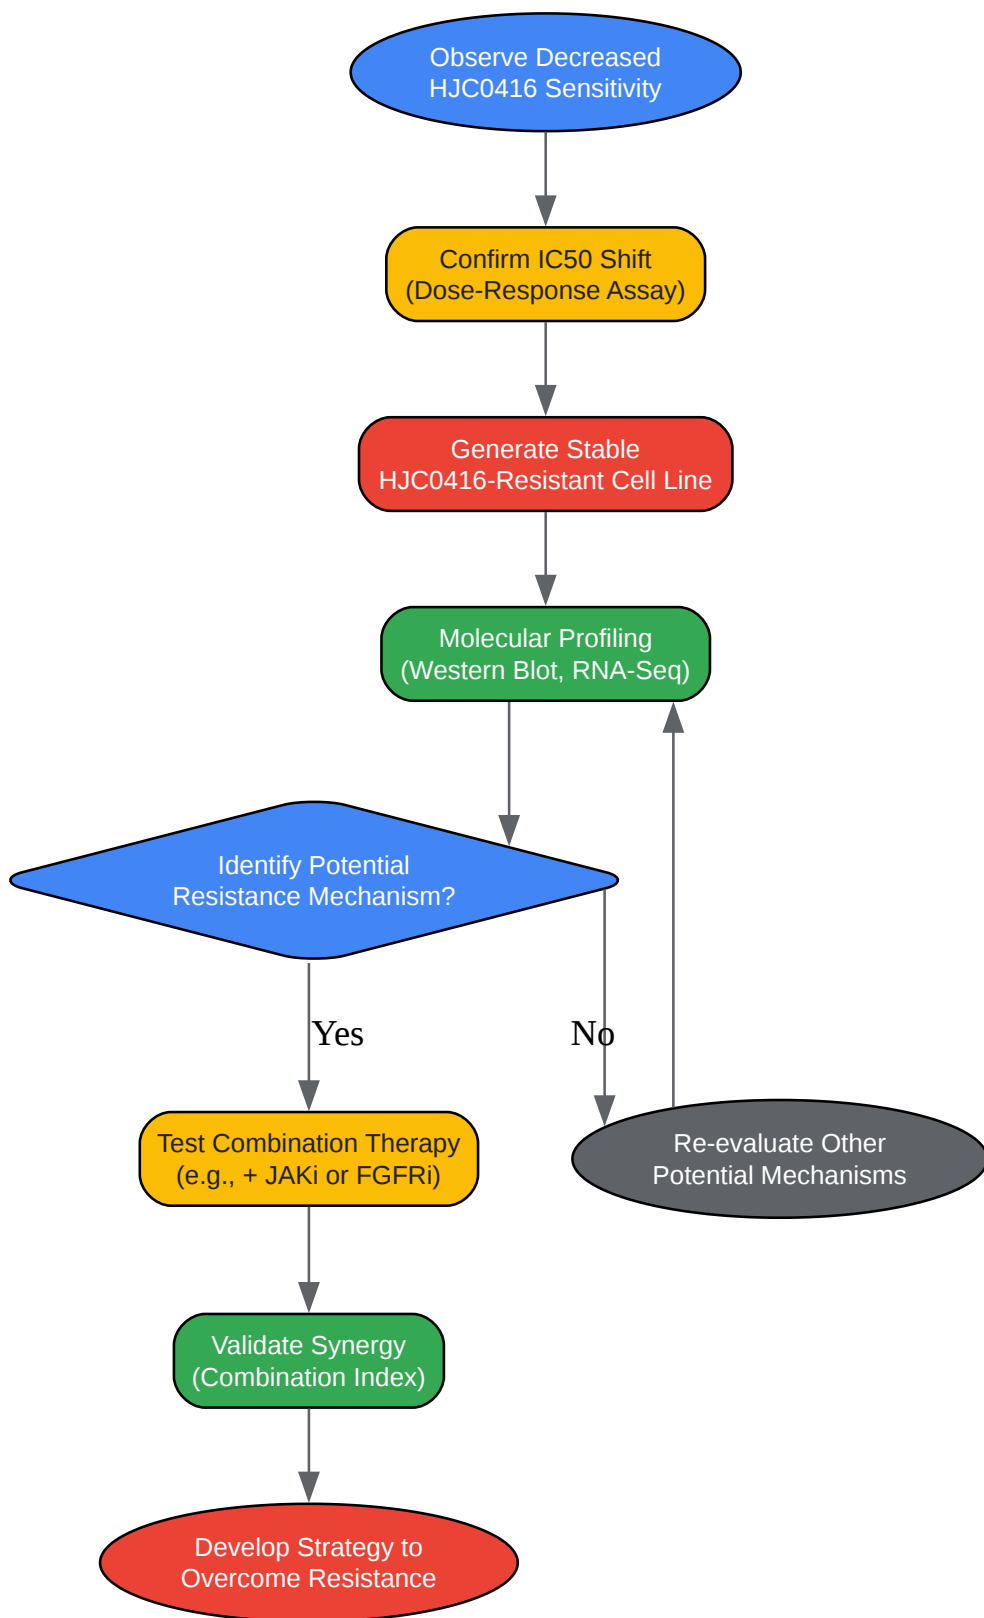 Observe Decreased
HJC0416 Sensitivity
Confirm IC50 Shift
(Dose-Response Assay)
Generate Stable
HJC0416-Resistant Cell Line
Molecular Profiling
(Western Blot, RNA-Seq)
Identify Potential
Resistance Mechanism?
Yes
No
Test Combination Therapy
(e.g., + JAKi or FGFRi)
Re-evaluate Other
Potential Mechanisms
Validate Synergy
(Combination Index)
Develop Strategy to
Overcome Resistance